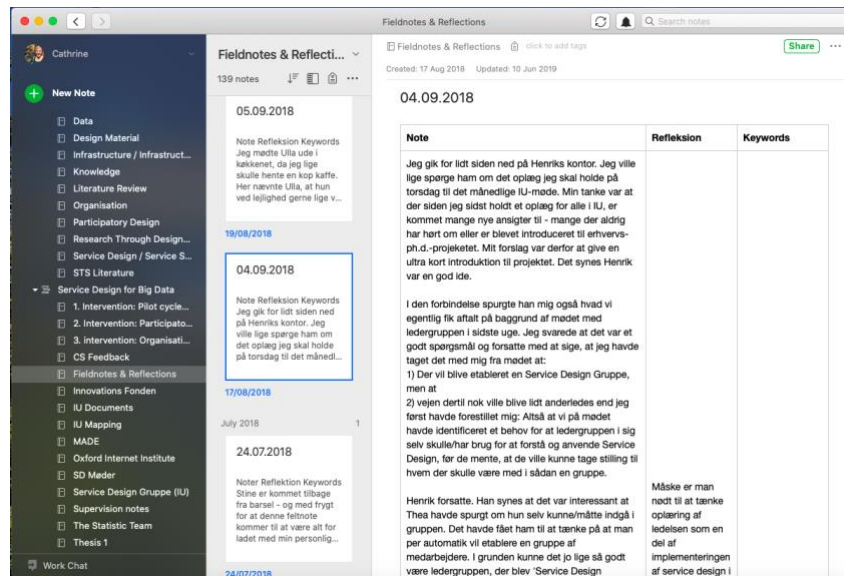 Fieldnotes & Reflections
Search notes
Cathrine
New Note
Data
Design Material
Infrastructure / Infrastruct...
Knowledge
Literature Review
Organisation
Participatory Design
Research Through Design...
Service Design / Service S...
STS Literature
Service Design for Big Data
1. Intervention: Pilot cycle...
2. Intervention: Participato...
3. intervention: Organisati...
CS Feedback
Fieldnotes & Reflections
Innovations Fonden
IU Documents
IU Mapping
MADE
Oxford Internet Institute
SD Møder
Service Design Gruppe (IU)
Supervision notes
The Statistic Team
Thesis 1
Work Chat
Fieldnotes & Reflecti...
139 notes
05.09.2018
Note Refleksion Keywords
Jeg mødte Ulla ude i
køkkenet, da jeg lige
skulle hente en kop kaffe.
Her nævnte Ulla, at hun
ved lejlighed gerne lige v...
19/08/2018
04.09.2018
Note Refleksion Keywords
Jeg gik for lidt siden ned
på Henriks kontor. Jeg
ville lige spørge ham om
det oplæg jeg skal holde
på torsdag til det månedl...
17/08/2018
July 2018 1
24.07.2018
Noter Reflektion Keywords
Stine er kommet tilbage
fra barsel - og med frygt
for at denne feltnote
kommer til at være alt for
ladet med min personlig...
24/07/2018
Fieldnotes & Reflections click to add tags
Share
Created: 17 Aug 2018 Updated: 10 Jun 2019
04.09.2018
Note Refleksion Keywords
Jeg gik for lidt siden ned på Henriks kontor. Jeg ville
lige spørge ham om det oplæg jeg skal holde på
torsdag til det månedlige IU-møde. Min tanke var at
der siden jeg sidst holdt et oplæg for alle i IU, er
kommet mange nye ansigter til - mange der aldrig
har hørt om eller er blevet introduceret til erhvervs-
ph.d.-projeketet. Mit forslag var derfor at give en
ultra kort introduktion til projektet. Det synes Henrik
var en god ide.
I den forbindelse spurgte han mig også hvad vi
egentlig fik aftalt på baggrund af mødet med
ledergruppen i sidste uge. Jeg svarede at det var et
godt spørgsmål og forsatte med at sige, at jeg havde
taget det med mig fra mødet at:
1) Der vil blive etableret en Service Design Gruppe,
men at
2) vejen dertil nok ville blive lidt anderledes end jeg
først havde forestillet mig: Altså at vi på mødet
havde identificeret et behov for at ledergruppen i sig
selv skulle/har brug for at forstå og anvende Service
Design, før de mente, at de ville kunne tage stilling til
hvem der skulle være med i sådan en gruppe.
Henrik forsatte. Han synes at det var interessant at
Thea havde spurgt om hun selv kunne/måtte indgå i
gruppen. Det havde fået ham til at tænke på at man
per automatik vil etablere en gruppe af
medarbejdere. I grunden kunne det jo lige så godt
være ledergruppen, der blev 'Service Design
Måske er man
nødt til at tænke
oplæring af
ledelsen som en
del af
implementeringen
af service design i